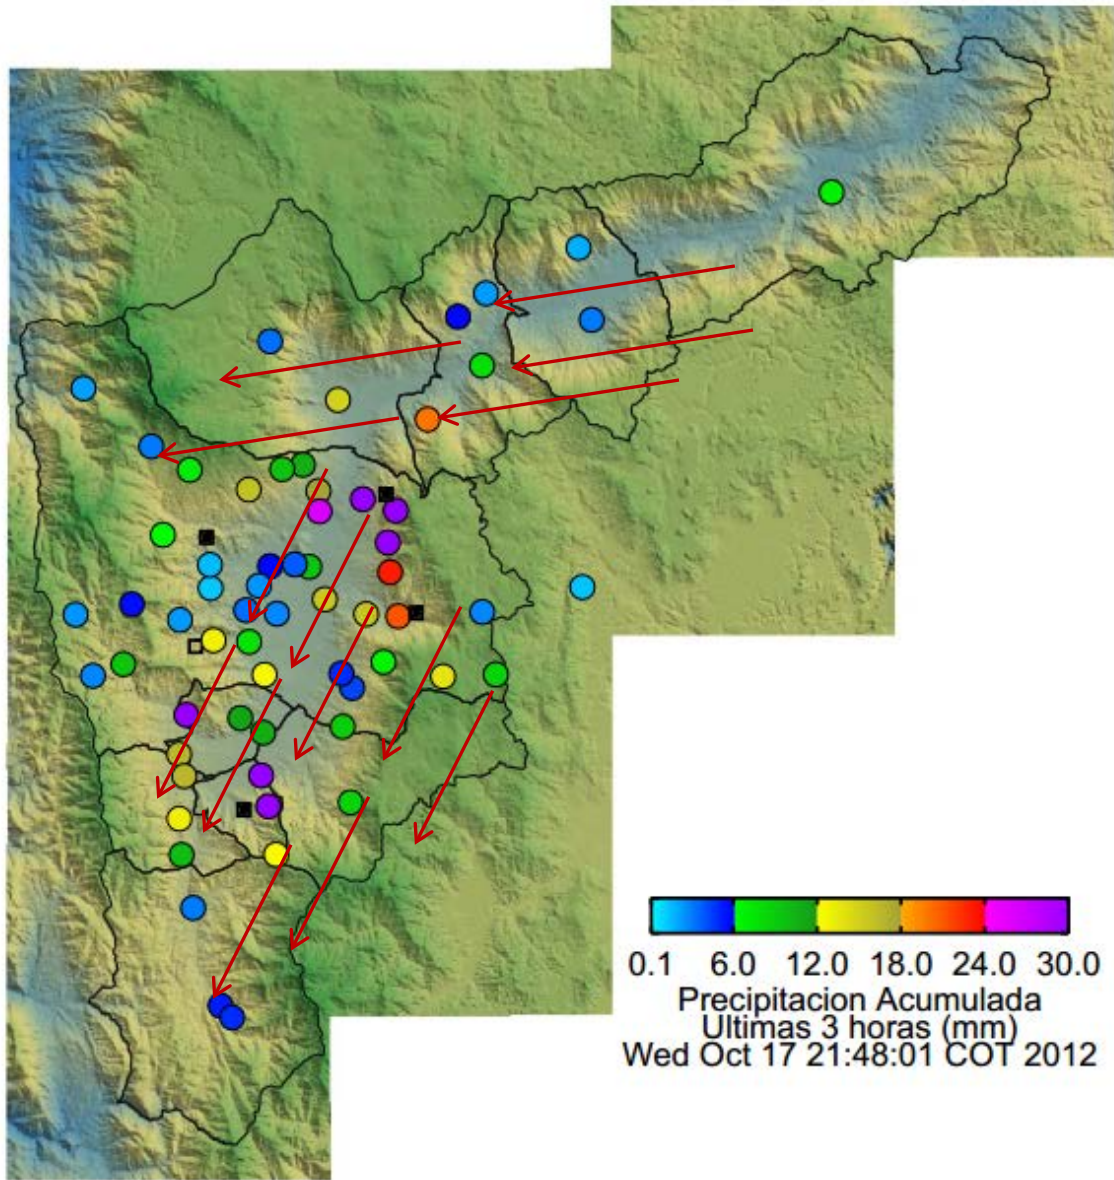 0.1 6.0 12.0 18.0 24.0 30.0
Precipitacion Acumulada
Ultimas 3 horas (mm)
Wed Oct 17 21:48:01 COT 2012